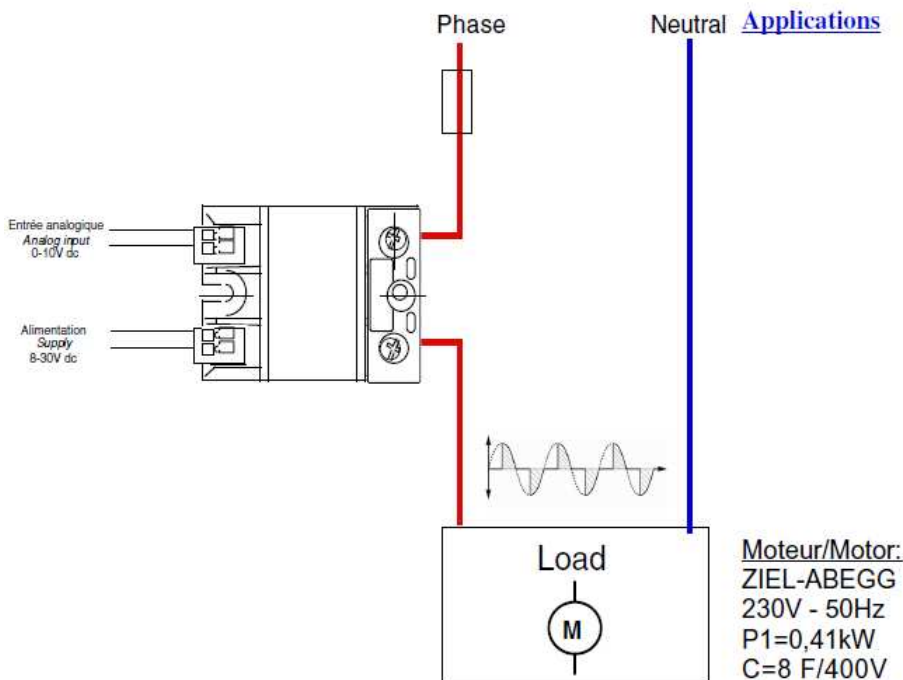 Phase
Neutral
Applications
Entrée analogique
Analog input
0-10V dc
Alimentation
Supply
8-30V dc
Load
M
Moteur/Motor:
ZIEL-ABEGG
230V - 50Hz
P1=0,41kW
C=8 F/400V